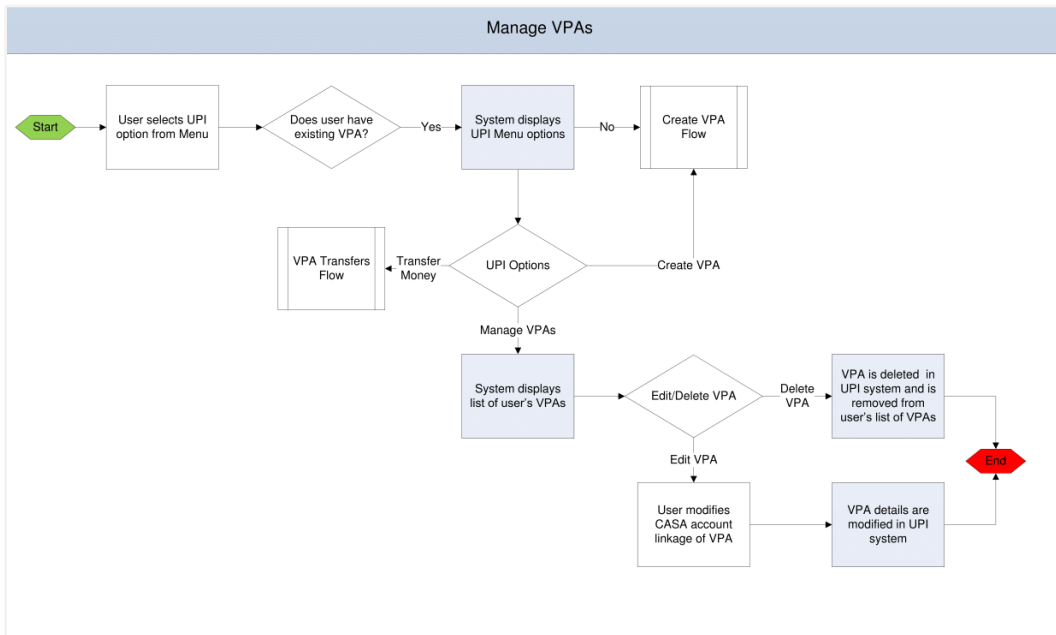 Manage VPAs
Start
User selects UPI
option from Menu
Does user have
existing VPA?
Yes
System displays
UPI Menu options
No
Create VPA
Flow
VPA Transfers
Flow
Transfer
Money
UPI Options
Create VPA
Manage VPAs
System displays
list of user's VPAs
Edit/Delete VPA
Delete
VPA
VPA is deleted in
UPI system and is
removed from
user's list of VPAs
Edit VPA
End
User modifies
CASA account
linkage of VPA
VPA details are
modified in UPI
system